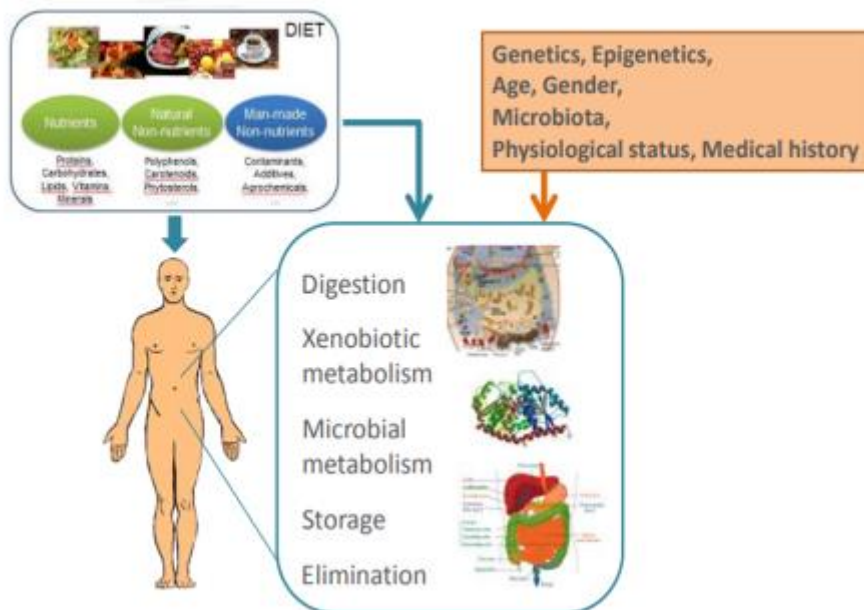 DIET
Nutrients
Natural
Non-nutrients
Man-made
Non-nutrients
Proteins,
Carbohydrates,
Lipids, Vitamins,
Minerals
Polyphenols,
Carotenoids,
Phytosterols,
...
Contaminants,
Additives,
Agrochemicals,
...
Genetics, Epigenetics,
Age, Gender,
Microbiota,
Physiological status, Medical history
Digestion
Xenobiotic
metabolism
Microbial
metabolism
Storage
Elimination